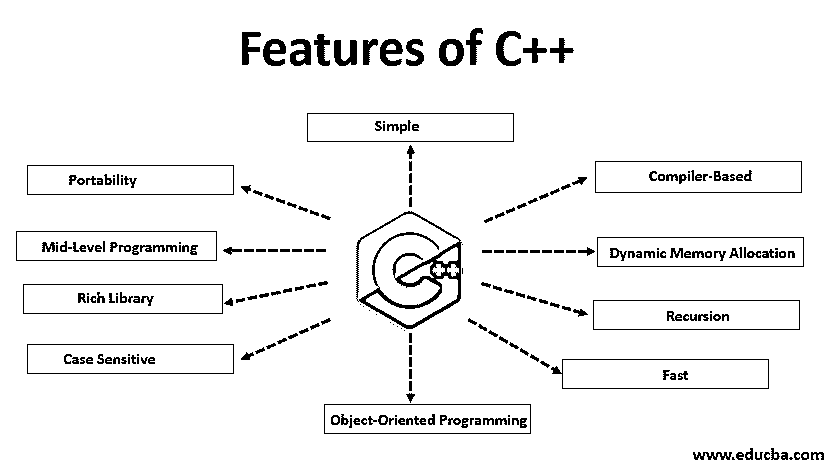 Features of C++
Simple
Portability
Compiler-Based
Mid-Level Programming
Dynamic Memory Allocation
Rich Library
Recursion
Case Sensitive
Fast
Object-Oriented Programming
C++
www.educba.com